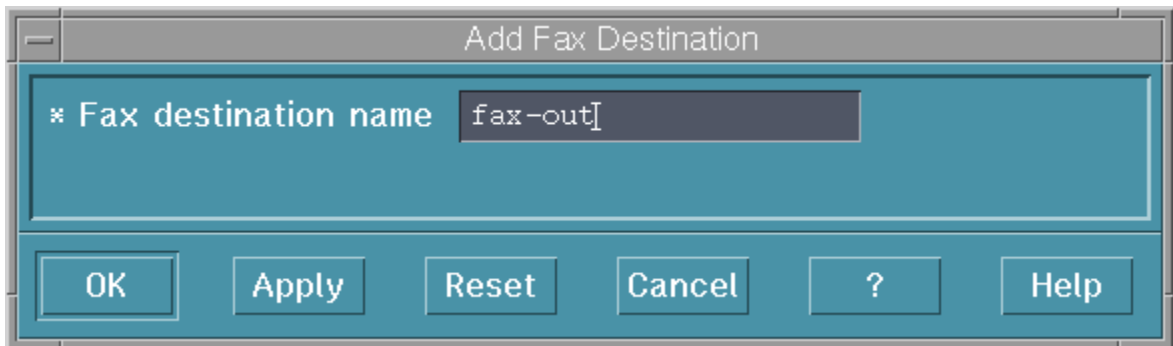 Add Fax Destination
* Fax destination name fax-out
OK Apply Reset Cancel ? Help